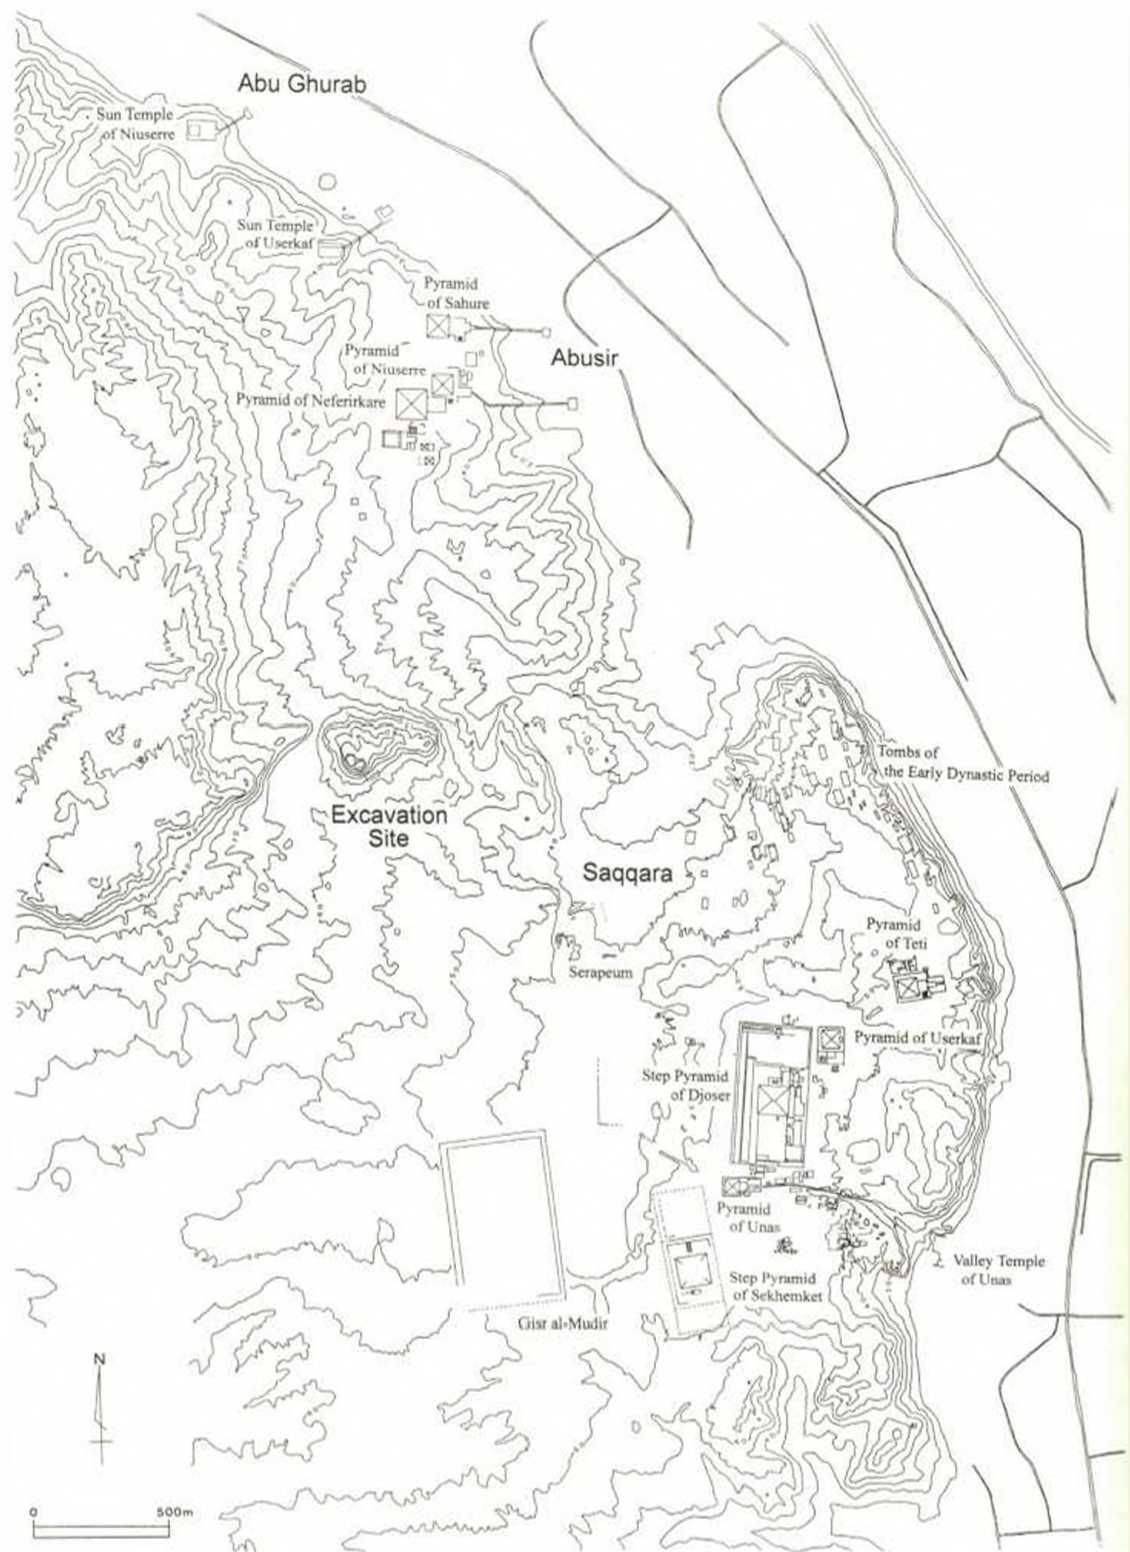 Abu Ghurab
Sun Temple
of Niuserre
Sun Temple
of Userkaf
Pyramid
of Sahure
Abusir
Pyramid
of Niuserre
Pyramid of Neferirkare
Tombs of
the Early Dynastic Period
Excavation
Site
Saqqara
Pyramid
of Teti
Serapeum
Pyramid of Userkaf
Step Pyramid
of Djoser
Pyramid
of Unas
Valley Temple
of Unas
Step Pyramid
of Sekhemket
Gisr al-Mudir
N
0 500m